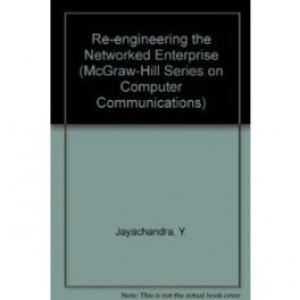 Re-engineering the
Networked Enterprise
(McGraw-Hill Series on
Computer
Communications)
Jayachandra, Y.
Note: This is not the actual book cover